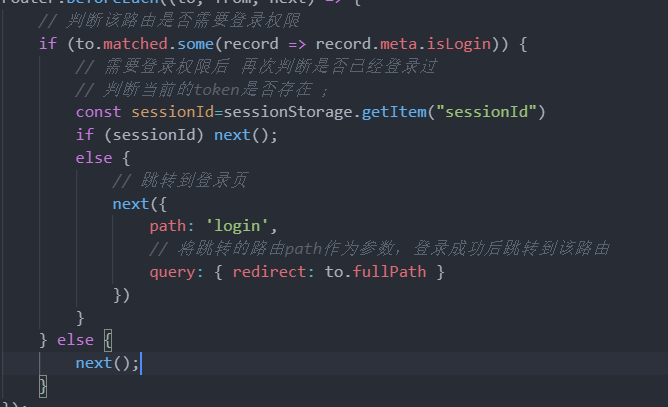 router.beforeEach((to, from, next) => {
// 判断该路由是否需要登录权限
if (to.matched.some(record => record.meta.isLogin)) {
// 需要登录权限后 再次判断是否已经登录过
// 判断当前的token是否存在 ;
const sessionId=sessionStorage.getItem("sessionId")
if (sessionId) next();
else {
// 跳转到登录页
next({
path: 'login',
// 将跳转的路由path作为参数，登录成功后跳转到该路由
query: { redirect: to.fullPath }
})
}
} else {
next();
}
});